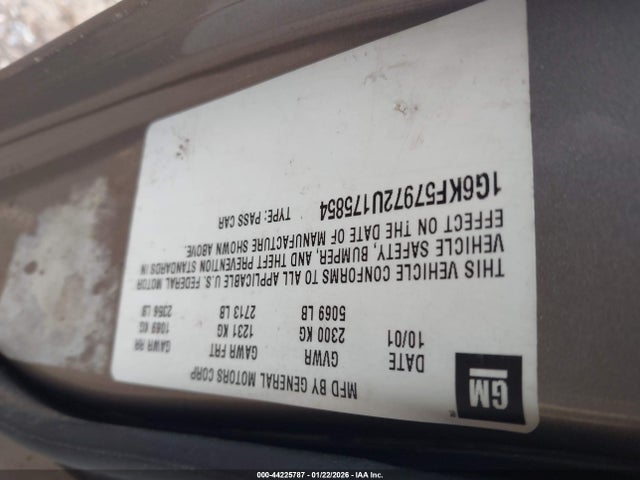 GM
MFD BY GENERAL MOTORS CORP
DATE GVWR GAWR FRT GAWR RR
10/01 2300 KG 1231 KG 1069 KG
5069 LB 2713 LB 2356 LB
THIS VEHICLE CONFORMS TO ALL APPLICABLE U.S. FEDERAL MOTOR
VEHICLE SAFETY, BUMPER, AND THEFT PREVENTION STANDARDS IN
EFFECT ON THE DATE OF MANUFACTURE SHOWN ABOVE.
1G6KF57972U175854 TYPE: PASS CAR
000-44225787 - 01/22/2026 - IAA Inc.